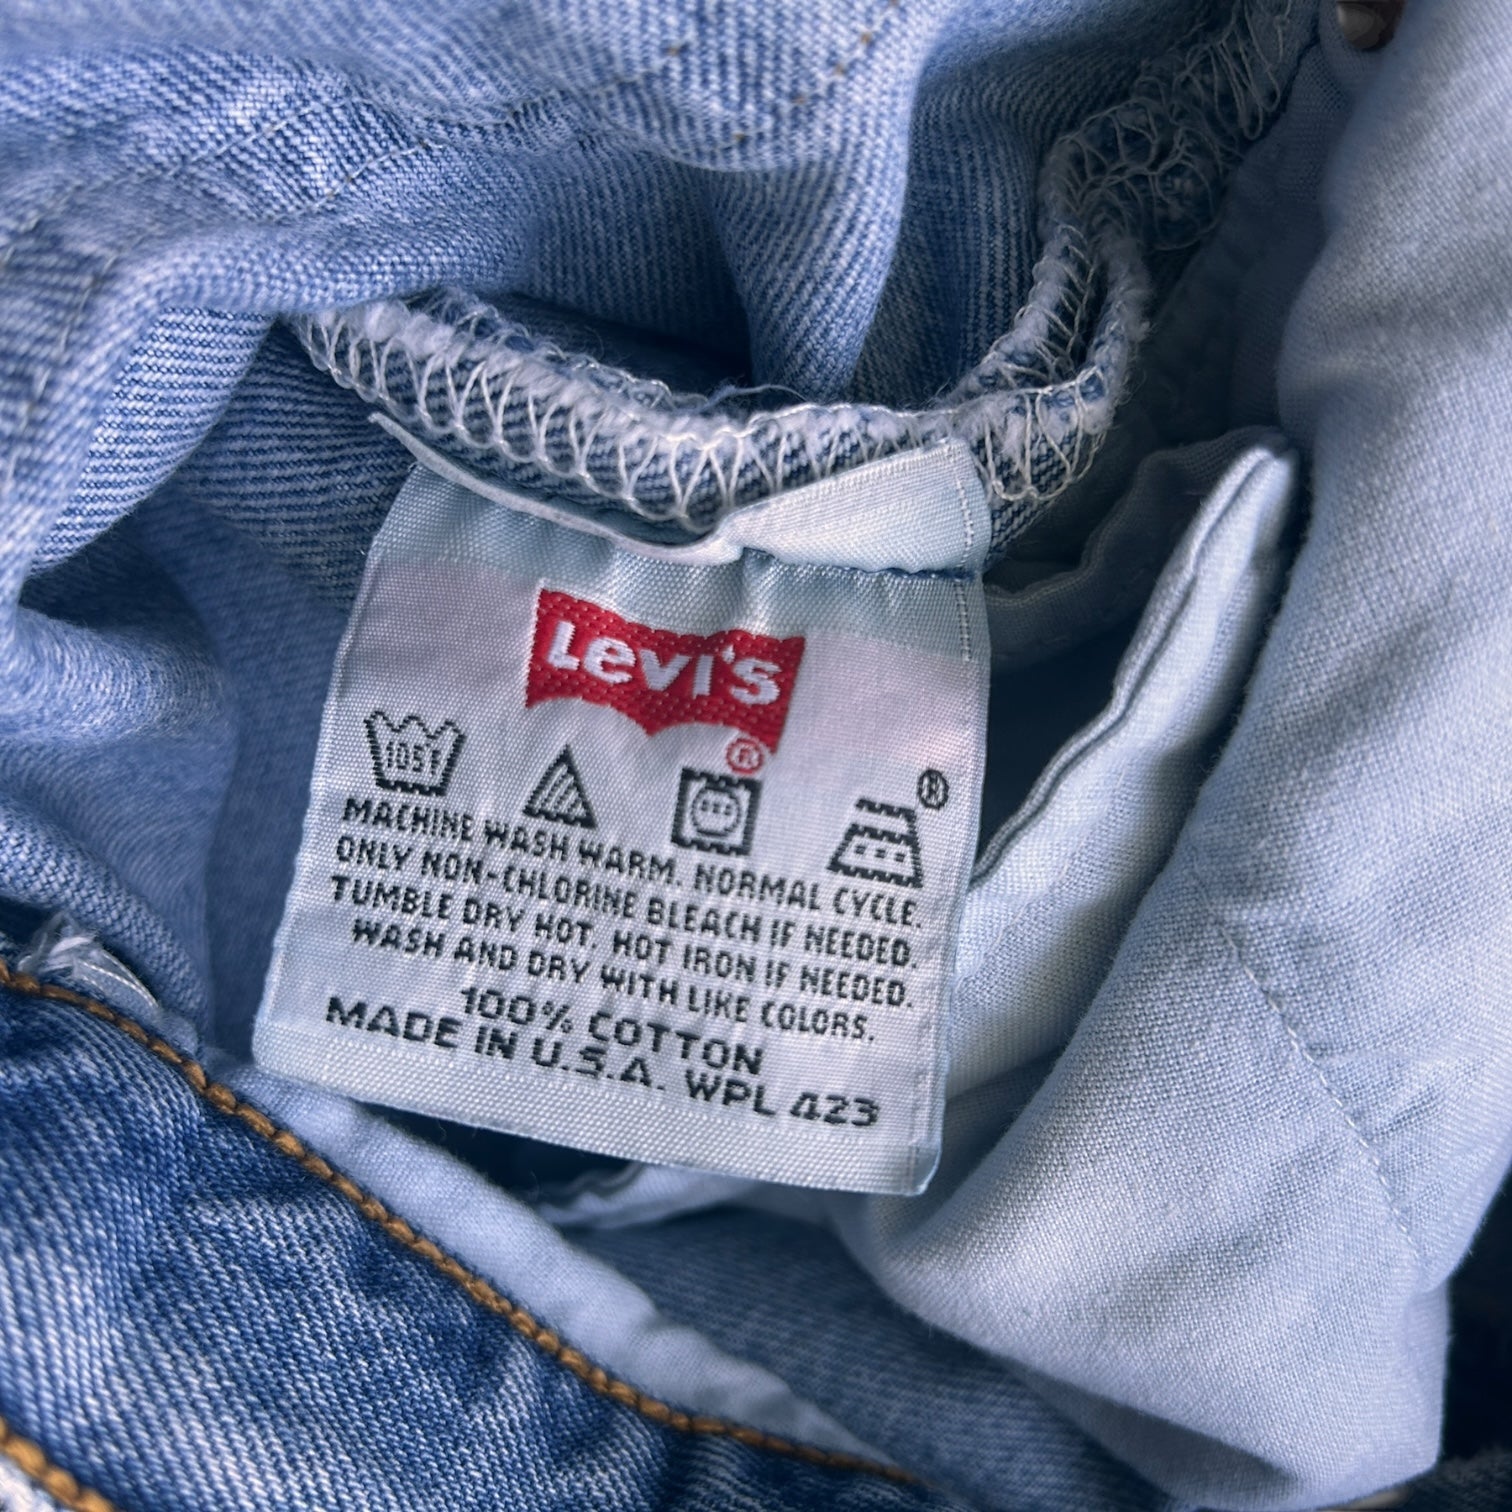 Levi's
®
105F
®
MACHINE WASH WARM. NORMAL CYCLE.
ONLY NON-CHLORINE BLEACH IF NEEDED.
TUMBLE DRY HOT. HOT IRON IF NEEDED.
WASH AND DRY WITH LIKE COLORS.
100% COTTON
MADE IN U.S.A. WPL 423